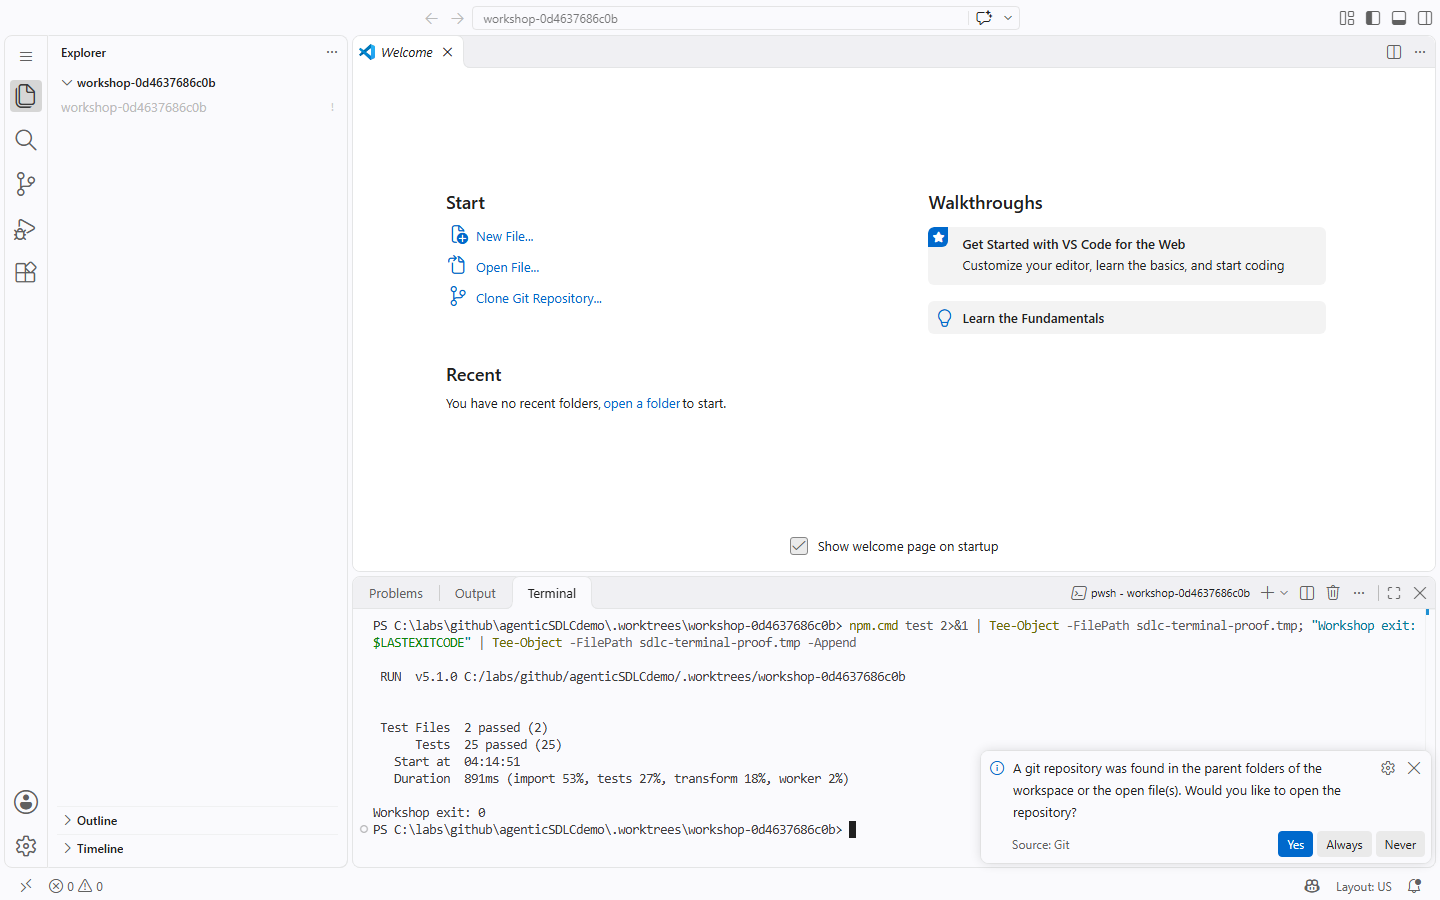 workshop-0d4637686c0b
Explorer
workshop-0d4637686c0b
workshop-0d4637686c0b !
Outline
Timeline
Welcome
Start
New File...
Open File...
Clone Git Repository...
Recent
You have no recent folders, open a folder to start.
Walkthroughs
Get Started with VS Code for the Web
Customize your editor, learn the basics, and start coding
Learn the Fundamentals
Show welcome page on startup
Problems Output Terminal pwsh - workshop-0d4637686c0b
PS C:\labs\github\agenticSDLCdemo\.worktrees\workshop-0d4637686c0b> npm.cmd test 2>&1 | Tee-Object -FilePath sdlc-terminal-proof.tmp; "Workshop exit:
$LASTEXITCODE" | Tee-Object -FilePath sdlc-terminal-proof.tmp -Append
RUN v5.1.0 C:/labs/github/agenticSDLCdemo/.worktrees/workshop-0d4637686c0b
Test Files 2 passed (2)
Tests 25 passed (25)
Start at 04:14:51
Duration 891ms (import 53%, tests 27%, transform 18%, worker 2%)
Workshop exit: 0
PS C:\labs\github\agenticSDLCdemo\.worktrees\workshop-0d4637686c0b>
A git repository was found in the parent folders of the
workspace or the open file(s). Would you like to open the
repository?
Source: Git Yes Always Never
0 0 Layout: US